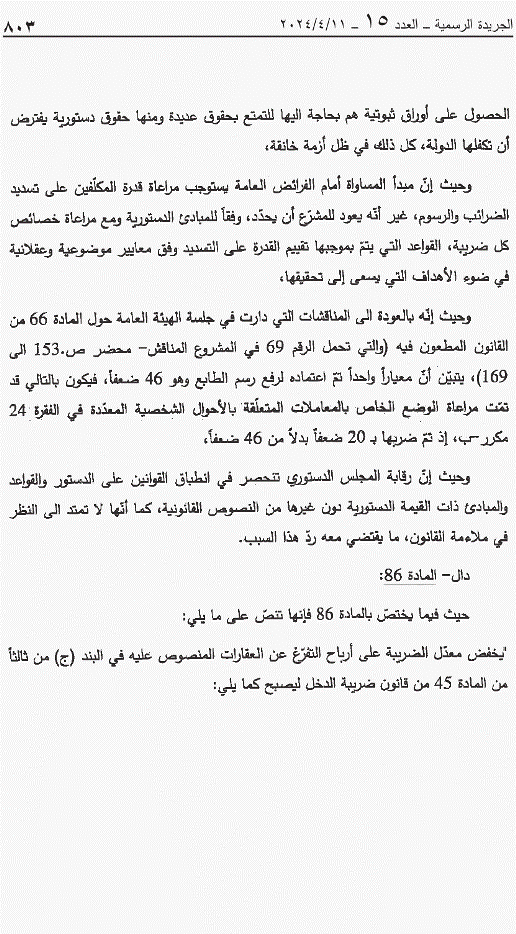 الجريدة الرسمية – العدد ١٥ – ٢٠٢٤/٤/١١
٨٠٣
الحصول على أوراق ثبوتية هم بحاجة اليها للتمتع بحقوق عديدة ومنها حقوق دستورية يفترض
أن تكفلها الدولة، كل ذلك في ظل أزمة خانقة،
وحيث إنّ مبدأ المساواة أمام الفرائض العامة يستوجب مراعاة قدرة المكلّفين على تسديد
الضرائب والرسوم، غير أنّه يعود للمشرّع أن يحدّد، وفقاً للمبادئ الدستورية ومع مراعاة خصائص
كل ضريبة، القواعد التي يتمّ بموجبها تقييم القدرة على التسديد وفق معايير موضوعية وعقلانية
في ضوء الأهداف التي يسعى إلى تحقيقها،
وحيث إنّه بالعودة الى المناقشات التي دارت في جلسة الهيئة العامة حول المادة 66 من
القانون المطعون فيه (والتي تحمل الرقم 69 في المشروع المناقش– محضر ص.153 الى
169)، يتبيّن أنّ معياراً واحداً تمّ اعتماده لرفع رسم الطابع وهو 46 ضعفاً، فيكون بالتالي قد
تمّت مراعاة الوضع الخاص بالمعاملات المتعلّقة بالأحوال الشخصية المعدّدة في الفقرة 24
مكرر–ب، إذ تمّ ضربها بـ 20 ضعفاً بدلاً من 46 ضعفاً،
وحيث إنّ رقابة المجلس الدستوري تنحصر في انطباق القوانين على الدستور والقواعد
والمبادئ ذات القيمة الدستورية دون غيرها من النصوص القانونية، كما أنّها لا تمتد الى النظر
في ملاءمة القانون، ما يقتضي معه ردّ هذا السبب.
دال– المادة 86:
حيث فيما يختصّ بالمادة 86 فإنها تنصّ على ما يلي:
"يخفض معدّل الضريبة على أرباح التفرّغ عن العقارات المنصوص عليه في البند (ج) من ثالثاً
من المادة 45 من قانون ضريبة الدخل ليصبح كما يلي: